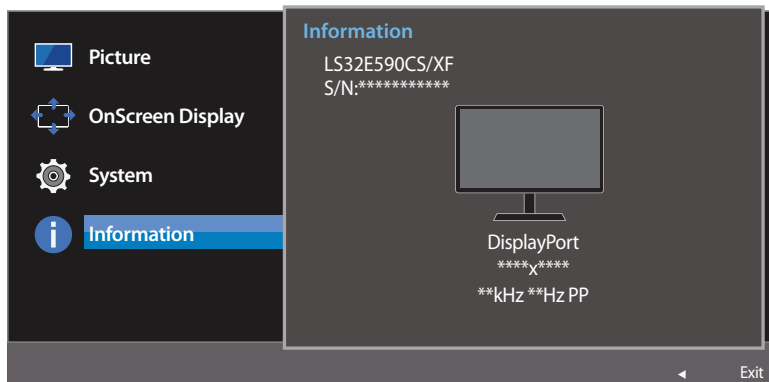 Picture
OnScreen Display
System
Information
Information
LS32E590CS/XF
S/N:***********
DisplayPort
****x****
**kHz **Hz PP
Exit